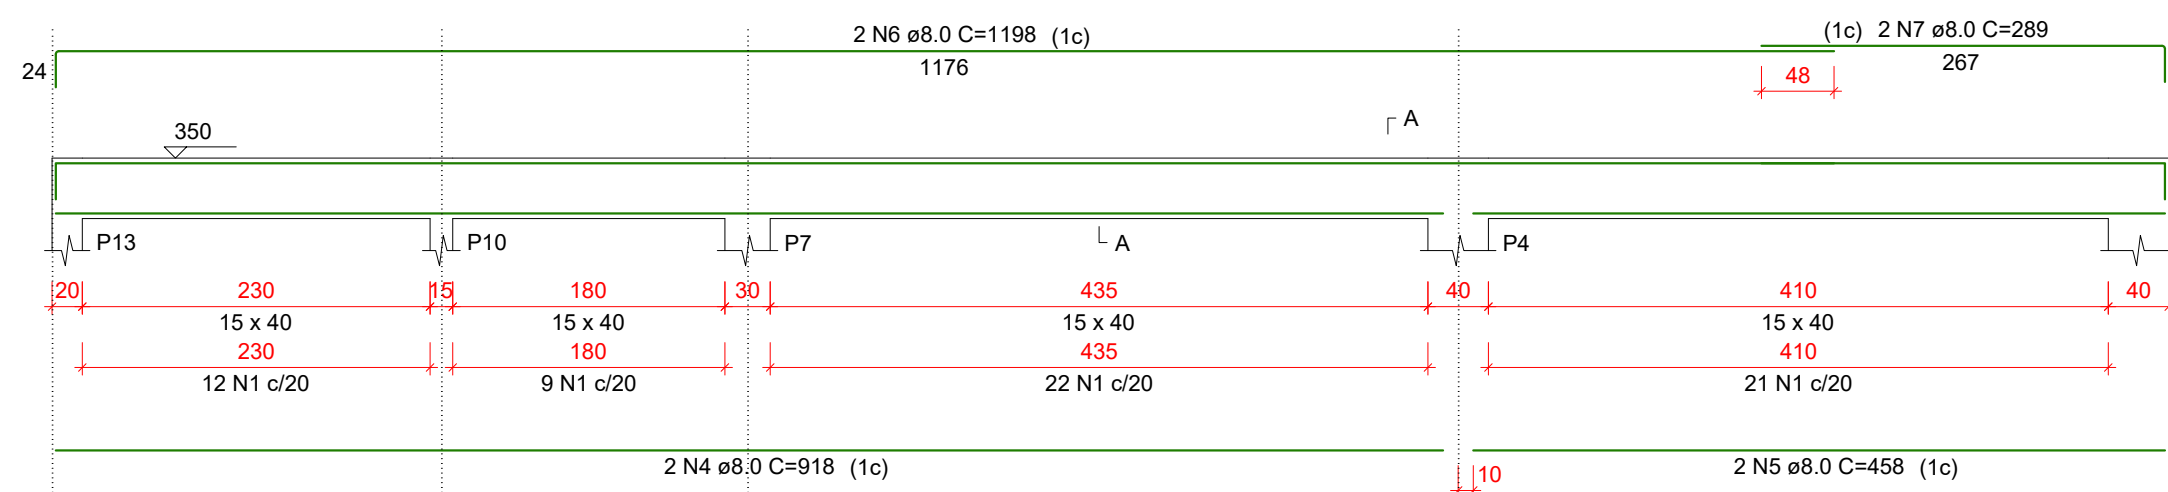 2 N6 ø8.0 C=1198 (1c)
(1c) 2 N7 ø8.0 C=289
24
1176
267
48
A
350
P13
P10
P7
A
P4
20
230
15
180
30
435
40
410
40
15 x 40
15 x 40
15 x 40
15 x 40
230
180
435
410
12 N1 c/20
9 N1 c/20
22 N1 c/20
21 N1 c/20
2 N4 ø8.0 C=918 (1c)
2 N5 ø8.0 C=458 (1c)
10